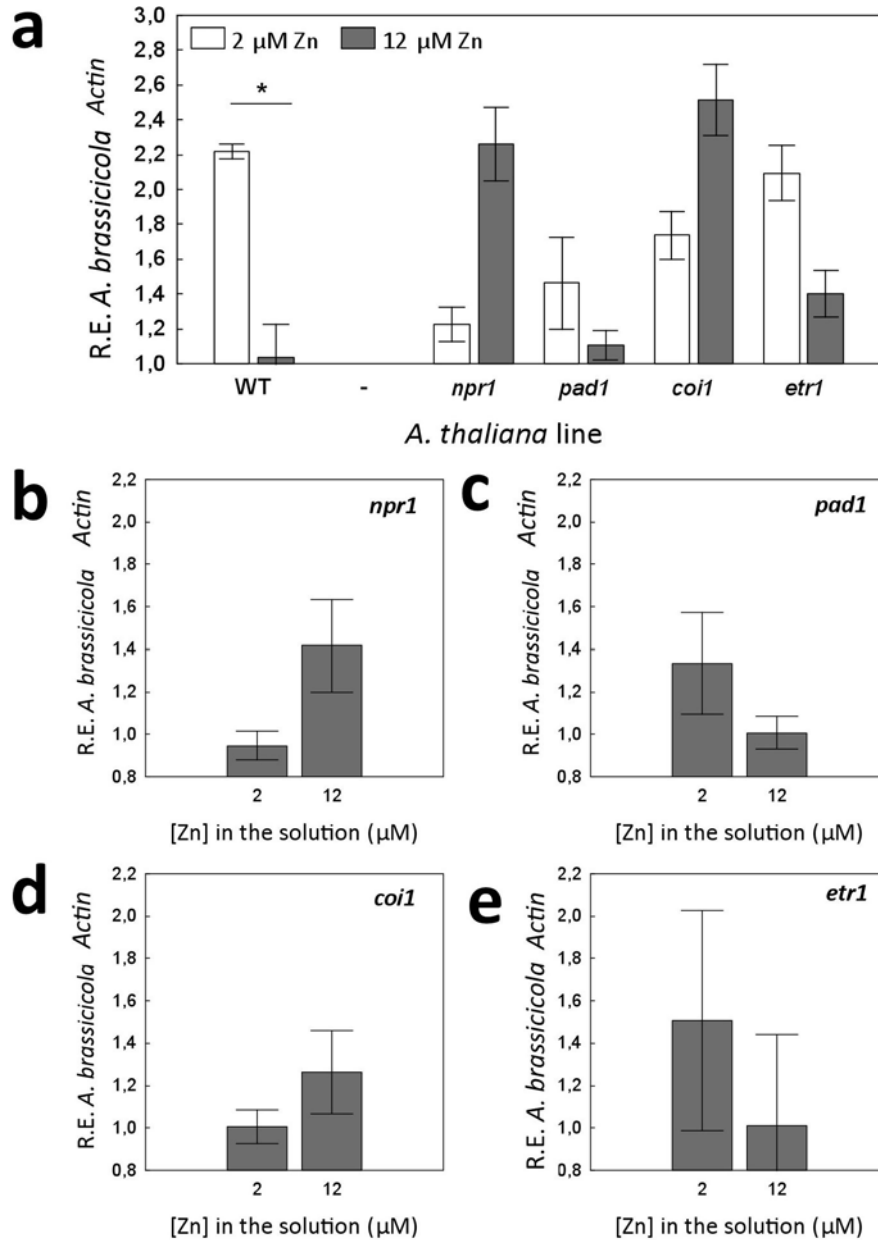 a
2 µM Zn
12 µM Zn
R.E. A. brassicicola Actin
3,0
2,8
2,6
2,4
2,2
2,0
1,8
1,6
1,4
1,2
1,0
*
WT
-
npr1
pad1
coi1
etr1
A. thaliana line
b
npr1
R.E. A. brassicicola Actin
2,2
2,0
1,8
1,6
1,4
1,2
1,0
0,8
2
12
[Zn] in the solution (µM)
c
pad1
R.E. A. brassicicola Actin
2,2
2,0
1,8
1,6
1,4
1,2
1,0
0,8
2
12
[Zn] in the solution (µM)
d
coi1
R.E. A. brassicicola Actin
2,2
2,0
1,8
1,6
1,4
1,2
1,0
0,8
2
12
[Zn] in the solution (µM)
e
etr1
R.E. A. brassicicola Actin
2,2
2,0
1,8
1,6
1,4
1,2
1,0
0,8
2
12
[Zn] in the solution (µM)